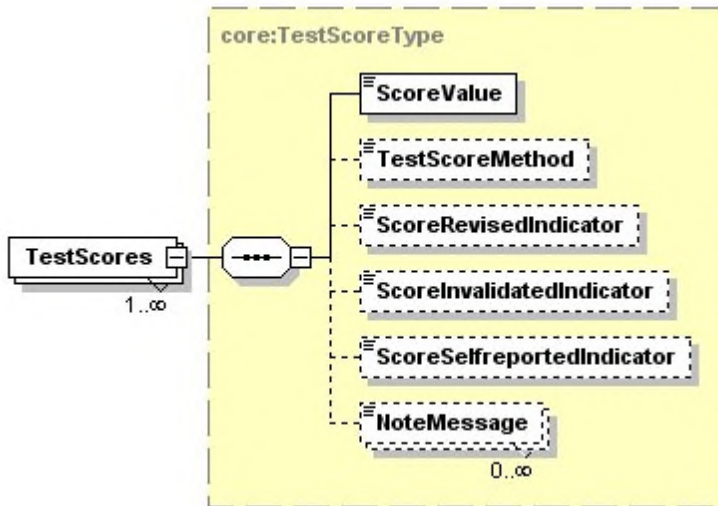 core:TestScoreType
ScoreValue
TestScoreMethod
ScoreRevisedIndicator
TestScores
1..∞
ScoreInvalidatedIndicator
ScoreSelfreportedIndicator
NoteMessage
0..∞